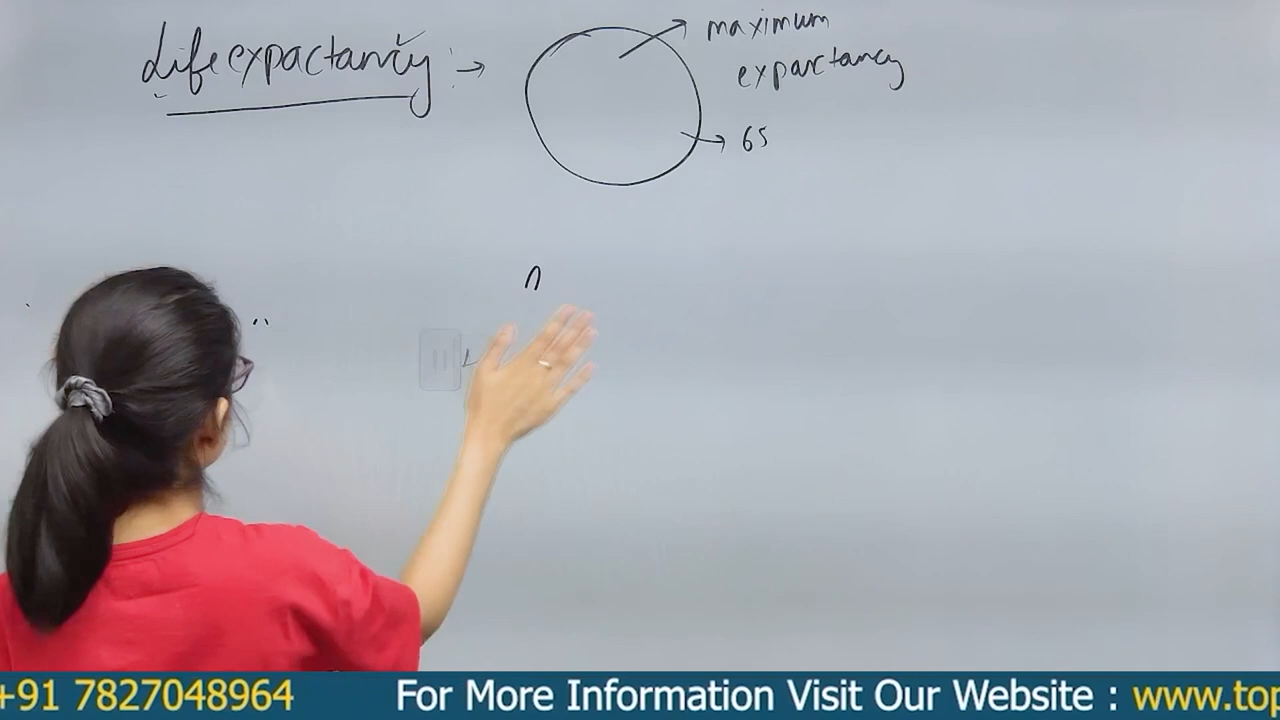 Life expactancy :→
maximum
expactancy
→ 65
n
+91 7827048964 For More Information Visit Our Website : www.top